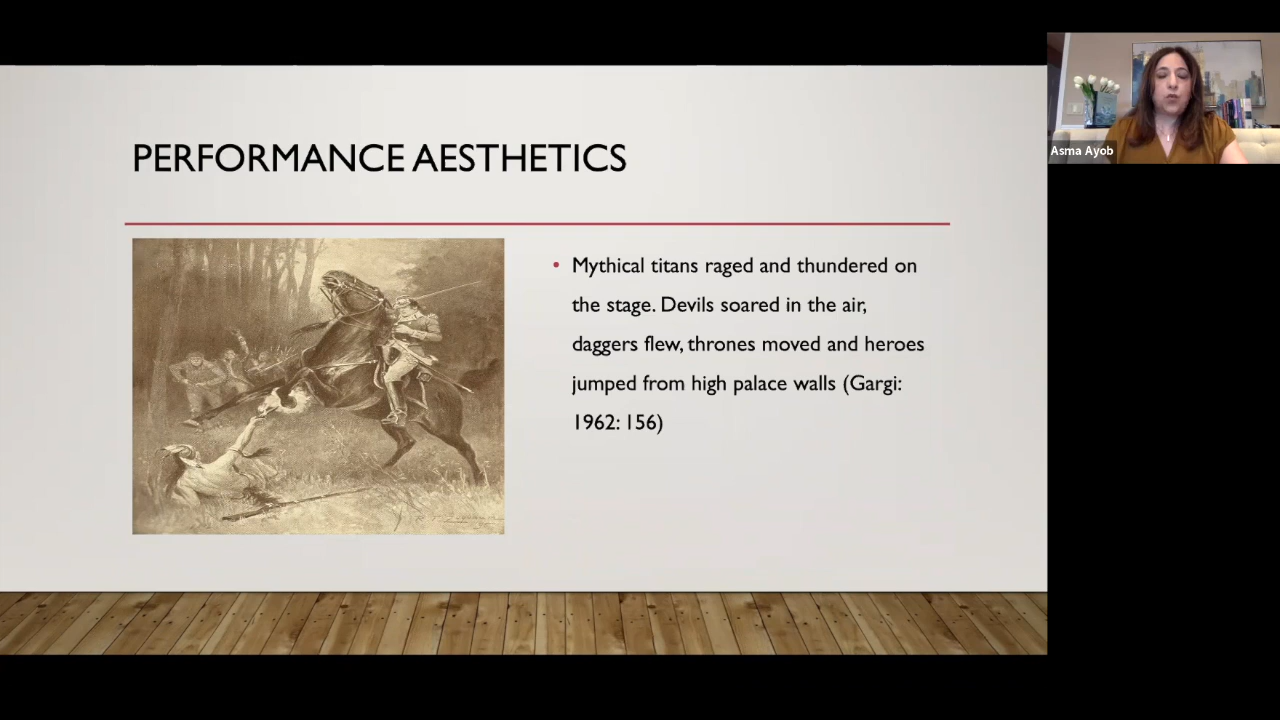 PERFORMANCE AESTHETICS
• Mythical titans raged and thundered on
the stage. Devils soared in the air,
daggers flew, thrones moved and heroes
jumped from high palace walls (Gargi:
1962: 156)
Asma Ayob